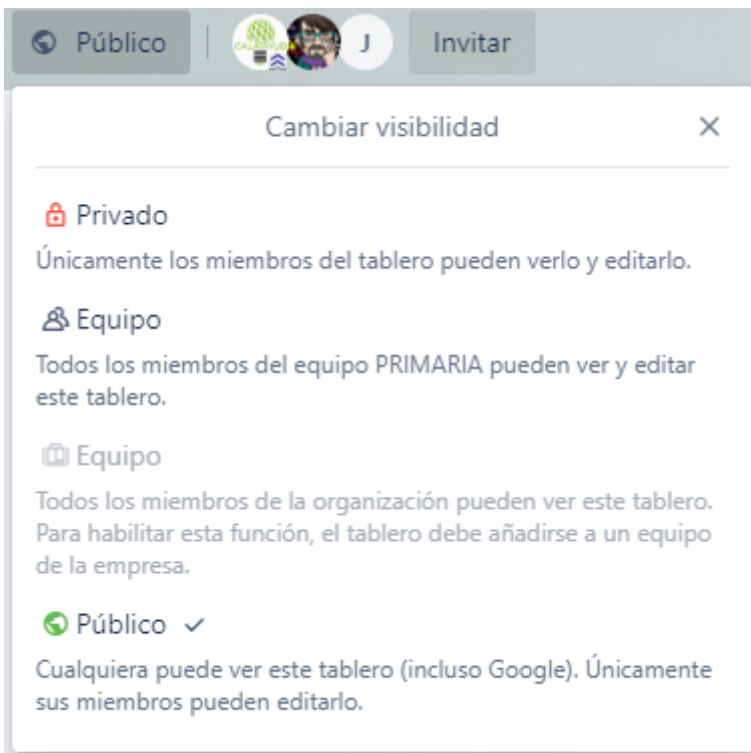 Público
J
Invitar
Cambiar visibilidad
Privado
Únicamente los miembros del tablero pueden verlo y editarlo.
Equipo
Todos los miembros del equipo PRIMARIA pueden ver y editar
este tablero.
Equipo
Todos los miembros de la organización pueden ver este tablero.
Para habilitar esta función, el tablero debe añadirse a un equipo
de la empresa.
Público
Cualquiera puede ver este tablero (incluso Google). Únicamente
sus miembros pueden editarlo.